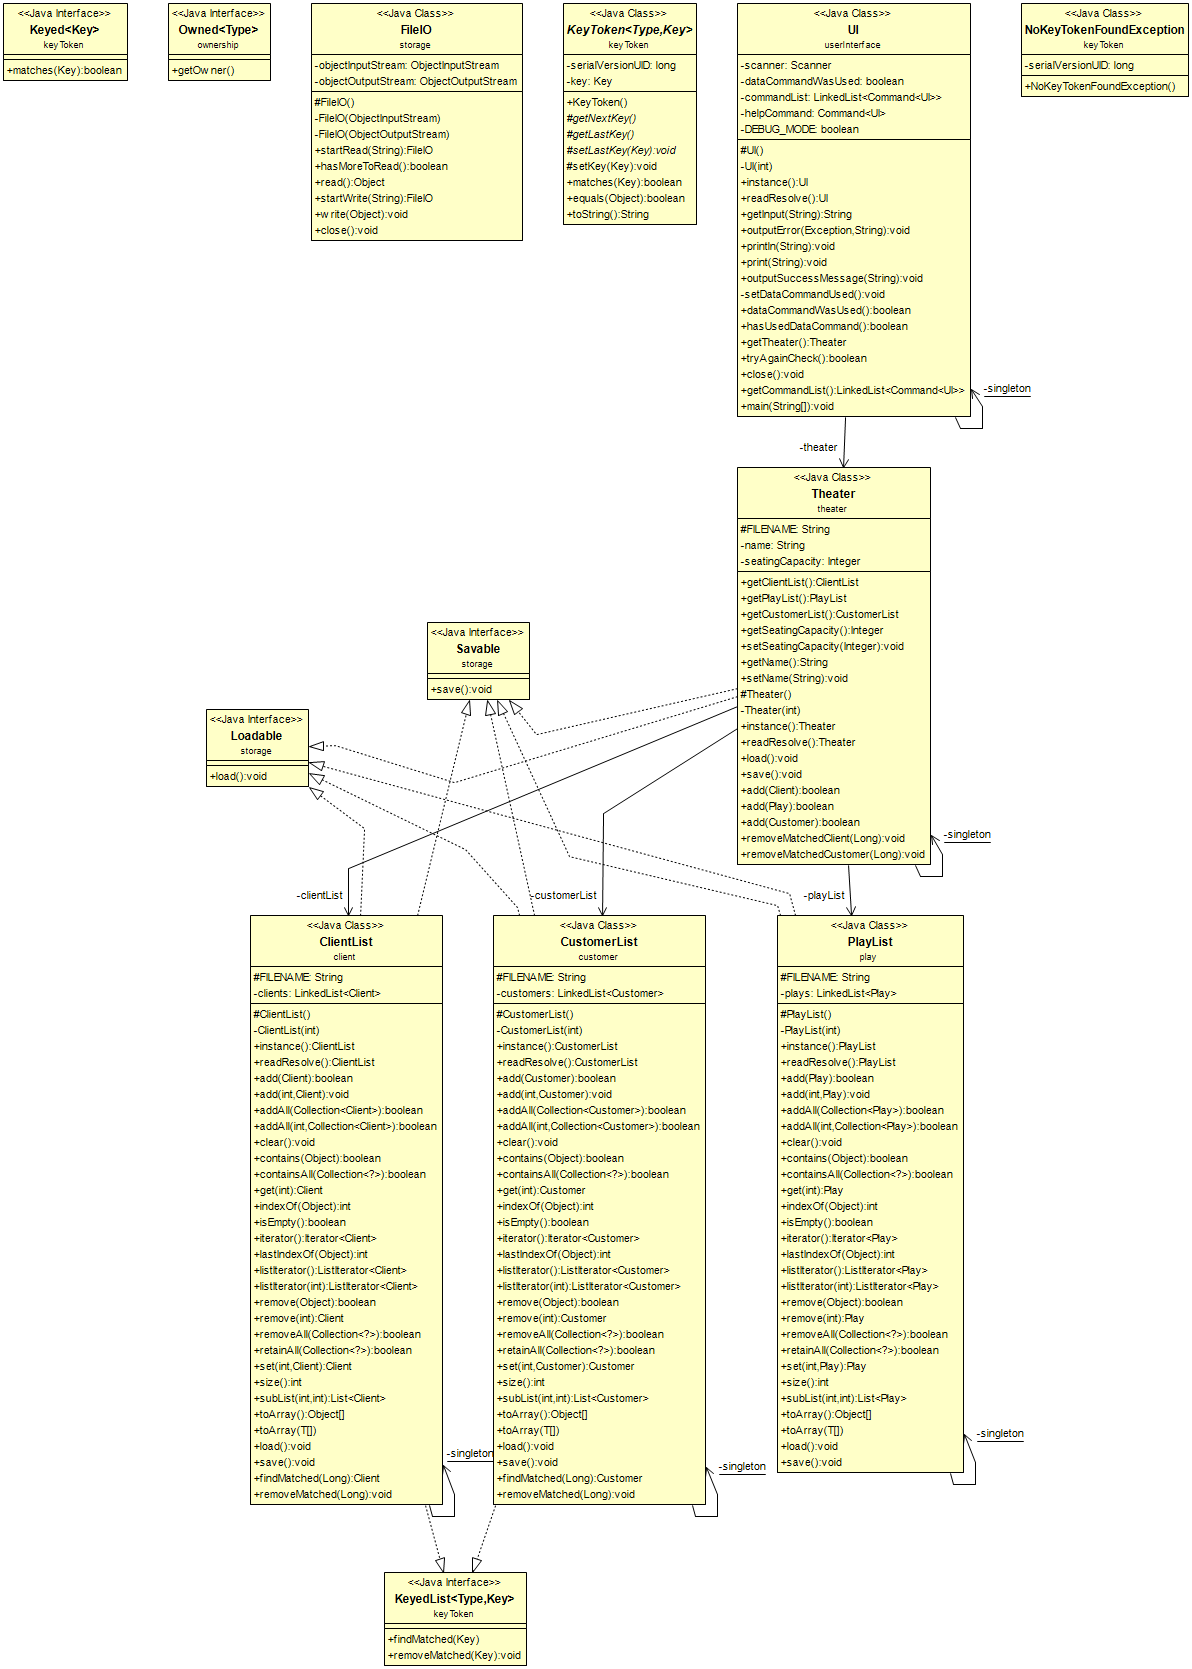 <<Java Interface>>
Keyed<Key>
keyToken
+matches(Key):boolean
<<Java Interface>>
Owned<Type>
ownership
+getOwner()
<<Java Class>>
FileIO
storage
-objectInputStream: ObjectInputStream
-objectOutputStream: ObjectOutputStream
#FileIO()
-FileIO(ObjectInputStream)
-FileIO(ObjectOutputStream)
+startRead(String):FileIO
+hasMoreToRead():boolean
+read():Object
+startWrite(String):FileIO
+write(Object):void
+close():void
<<Java Class>>
KeyToken<Type,Key>
keyToken
-serialVersionUID: long
-key: Key
+KeyToken()
#getNextKey()
#getLastKey()
#setLastKey(Key):void
#setKey(Key):void
+matches(Key):boolean
+equals(Object):boolean
+toString():String
<<Java Class>>
UI
userInterface
-scanner: Scanner
-dataCommandWasUsed: boolean
-commandList: LinkedList<Command<UI>>
-helpCommand: Command<UI>
-DEBUG_MODE: boolean
#UI()
-UI(int)
+instance():UI
+readResolve():UI
+getInput(String):String
+outputError(Exception,String):void
+println(String):void
+print(String):void
+outputSuccessMessage(String):void
-setDataCommandUsed():void
+dataCommandWasUsed():boolean
+hasUsedDataCommand():boolean
+getTheater():Theater
+tryAgainCheck():boolean
+close():void
+getCommandList():LinkedList<Command<UI>>
+main(String[]):void
-singleton
<<Java Class>>
NoKeyTokenFoundException
keyToken
-serialVersionUID: long
+NoKeyTokenFoundException()
-theater
<<Java Class>>
Theater
theater
#FILENAME: String
-name: String
-seatingCapacity: Integer
+getClientList():ClientList
+getPlayList():PlayList
+getCustomerList():CustomerList
+getSeatingCapacity():Integer
+setSeatingCapacity(Integer):void
+getName():String
+setName(String):void
#Theater()
-Theater(int)
+instance():Theater
+readResolve():Theater
+load():void
+save():void
+add(Client):boolean
+add(Play):boolean
+add(Customer):boolean
+removeMatchedClient(Long):void
+removeMatchedCustomer(Long):void
-singleton
<<Java Interface>>
Savable
storage
+save():void
<<Java Interface>>
Loadable
storage
+load():void
-clientList
-customerList
-playList
<<Java Class>>
ClientList
client
#FILENAME: String
-clients: LinkedList<Client>
#ClientList()
-ClientList(int)
+instance():ClientList
+readResolve():ClientList
+add(Client):boolean
+add(int,Client):void
+addAll(Collection<Client>):boolean
+addAll(int,Collection<Client>):boolean
+clear():void
+contains(Object):boolean
+containsAll(Collection<?>):boolean
+get(int):Client
+indexOf(Object):int
+isEmpty():boolean
+iterator():Iterator<Client>
+lastIndexOf(Object):int
+listIterator():ListIterator<Client>
+listIterator(int):ListIterator<Client>
+remove(Object):boolean
+remove(int):Client
+removeAll(Collection<?>):boolean
+retainAll(Collection<?>):boolean
+set(int,Client):Client
+size():int
+subList(int,int):List<Client>
+toArray():Object[]
+toArray(T[])
+load():void
+save():void
+findMatched(Long):Client
+removeMatched(Long):void
-singleton
<<Java Class>>
CustomerList
customer
#FILENAME: String
-customers: LinkedList<Customer>
#CustomerList()
-CustomerList(int)
+instance():CustomerList
+readResolve():CustomerList
+add(Customer):boolean
+add(int,Customer):void
+addAll(Collection<Customer>):boolean
+addAll(int,Collection<Customer>):boolean
+clear():void
+contains(Object):boolean
+containsAll(Collection<?>):boolean
+get(int):Customer
+indexOf(Object):int
+isEmpty():boolean
+iterator():Iterator<Customer>
+lastIndexOf(Object):int
+listIterator():ListIterator<Customer>
+listIterator(int):ListIterator<Customer>
+remove(Object):boolean
+remove(int):Customer
+removeAll(Collection<?>):boolean
+retainAll(Collection<?>):boolean
+set(int,Customer):Customer
+size():int
+subList(int,int):List<Customer>
+toArray():Object[]
+toArray(T[])
+load():void
+save():void
+findMatched(Long):Customer
+removeMatched(Long):void
-singleton
<<Java Class>>
PlayList
play
#FILENAME: String
-plays: LinkedList<Play>
#PlayList()
-PlayList(int)
+instance():PlayList
+readResolve():PlayList
+add(Play):boolean
+add(int,Play):void
+addAll(Collection<Play>):boolean
+addAll(int,Collection<Play>):boolean
+clear():void
+contains(Object):boolean
+containsAll(Collection<?>):boolean
+get(int):Play
+indexOf(Object):int
+isEmpty():boolean
+iterator():Iterator<Play>
+lastIndexOf(Object):int
+listIterator():ListIterator<Play>
+listIterator(int):ListIterator<Play>
+remove(Object):boolean
+remove(int):Play
+removeAll(Collection<?>):boolean
+retainAll(Collection<?>):boolean
+set(int,Play):Play
+size():int
+subList(int,int):List<Play>
+toArray():Object[]
+toArray(T[])
+load():void
+save():void
-singleton
<<Java Interface>>
KeyedList<Type,Key>
keyToken
+findMatched(Key)
+removeMatched(Key):void